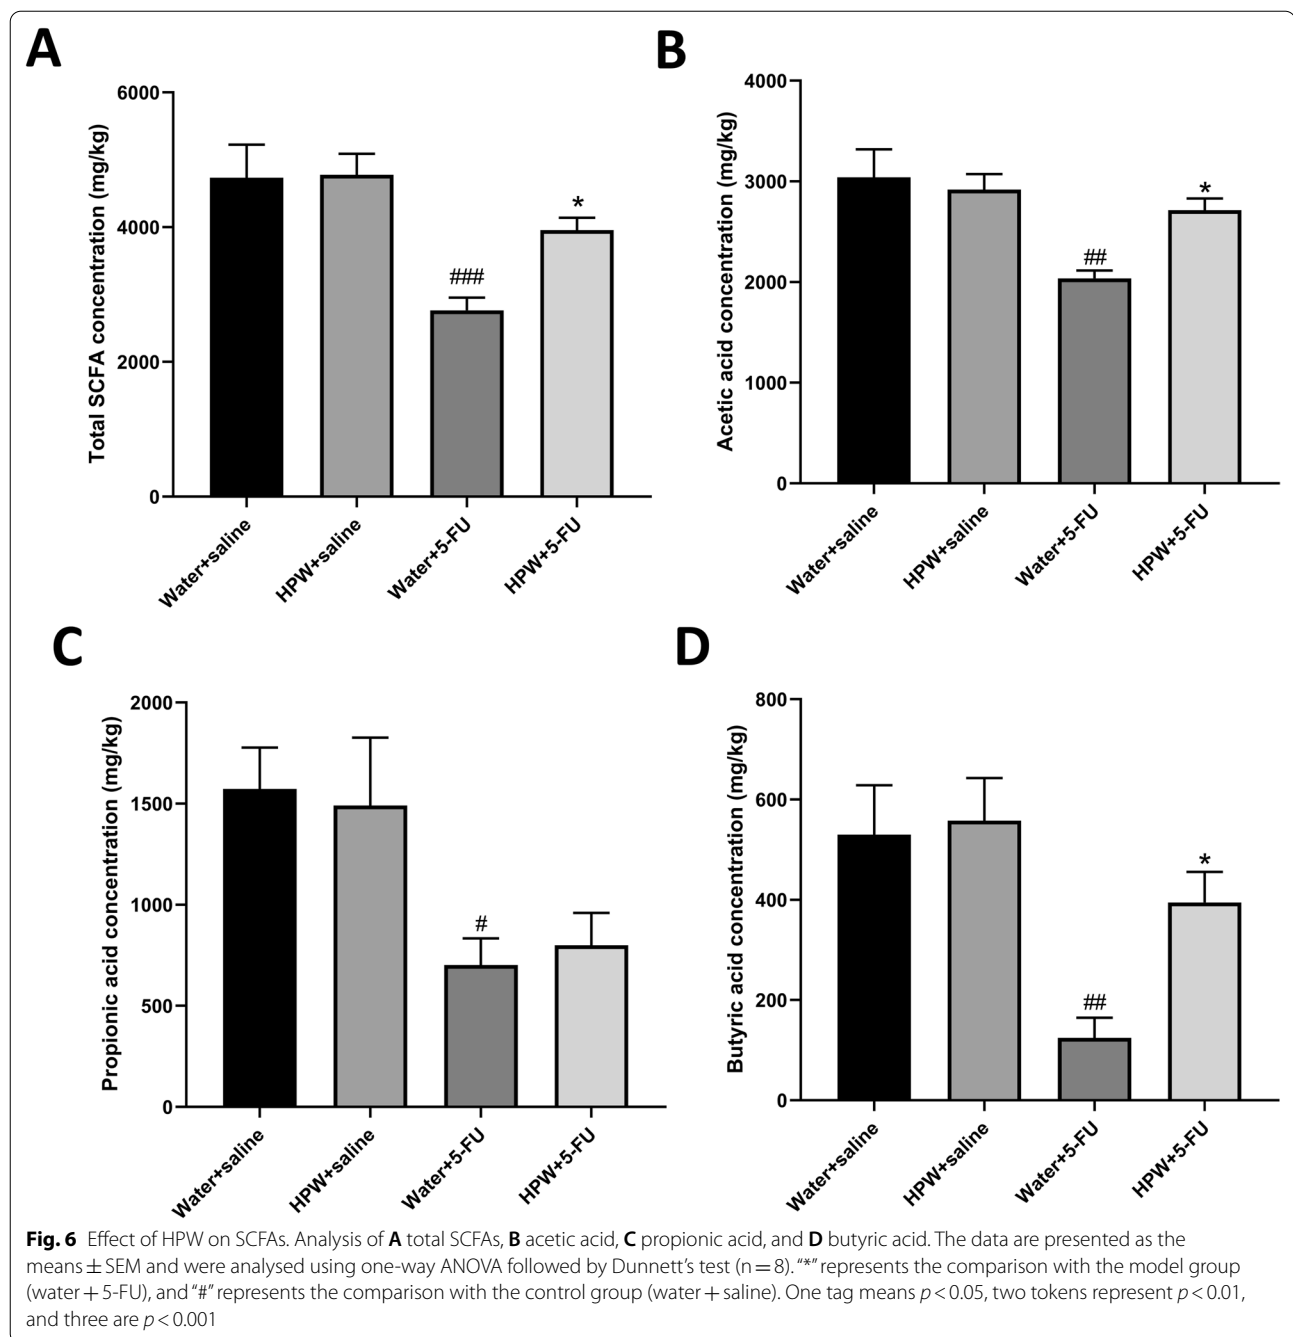 A
Total SCFA concentration (mg/kg)
6000
4000
2000
0
###
*
Water+saline
HPW+saline
Water+5-FU
HPW+5-FU
B
Acetic acid concentration (mg/kg)
4000
3000
2000
1000
0
##
*
Water+saline
HPW+saline
Water+5-FU
HPW+5-FU
C
Propionic acid concentration (mg/kg)
2000
1500
1000
500
0
#
Water+saline
HPW+saline
Water+5-FU
HPW+5-FU
D
Butyric acid concentration (mg/kg)
800
600
400
200
0
##
*
Water+saline
HPW+saline
Water+5-FU
HPW+5-FU
Fig. 6 Effect of HPW on SCFAs. Analysis of A total SCFAs, B acetic acid, C propionic acid, and D butyric acid. The data are presented as the
means ± SEM and were analysed using one-way ANOVA followed by Dunnett's test (n = 8). "*" represents the comparison with the model group
(water + 5-FU), and "#" represents the comparison with the control group (water + saline). One tag means p < 0.05, two tokens represent p < 0.01,
and three are p < 0.001